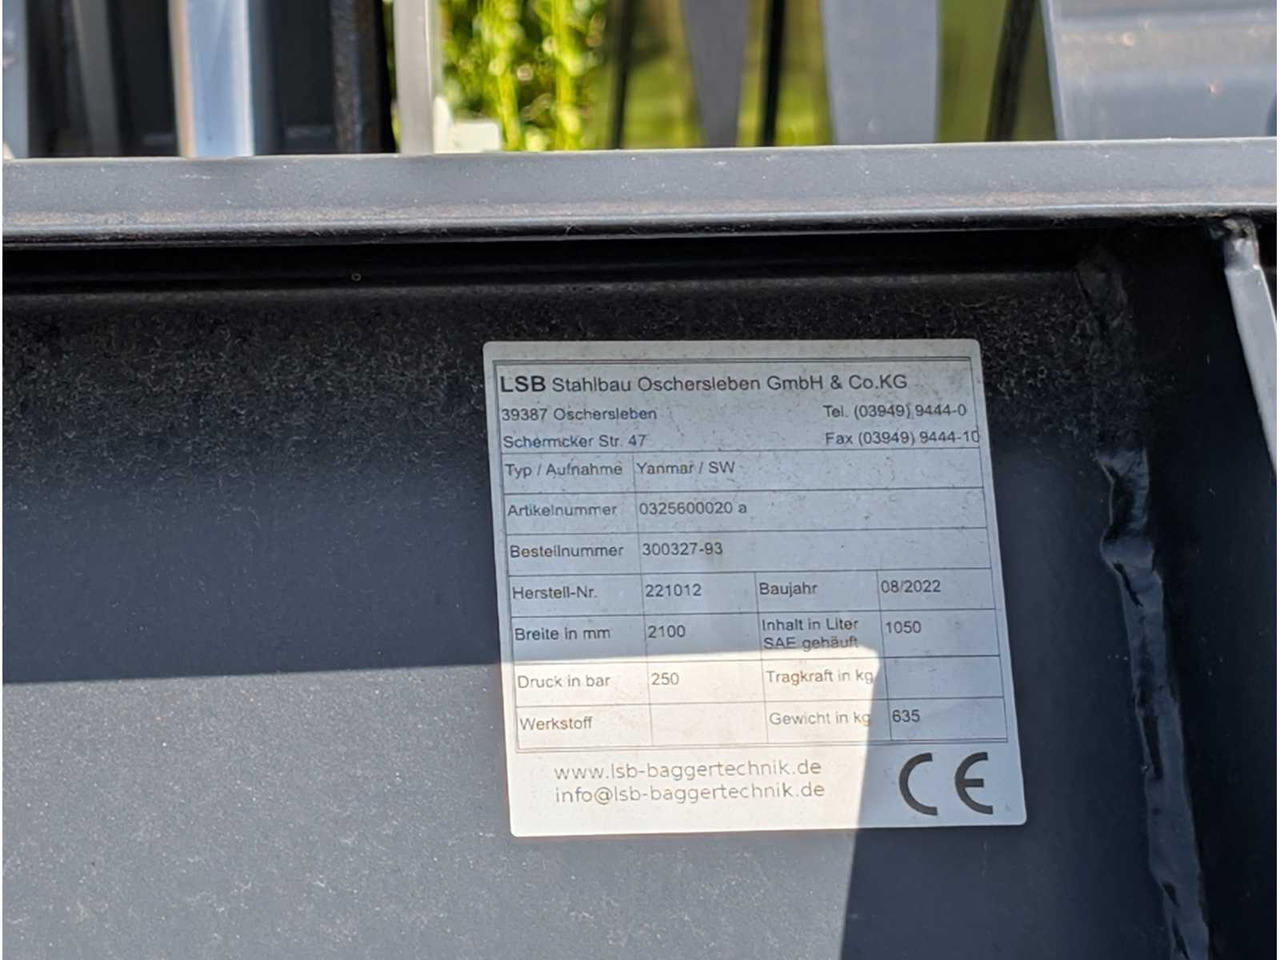 LSB Stahlbau Oschersleben GmbH & Co.KG
39387 Oschersleben Tel. (03949) 9444-0
Schermcker Str. 47 Fax (03949) 9444-10
Typ / Aufnahme Yanmar / SW
Artikelnummer 0325600020 a
Bestellnummer 300327-93
Herstell-Nr. 221012 Baujahr 08/2022
Breite in mm 2100 Inhalt in Liter 1050
SAE gehäuft
Druck in bar 250 Tragkraft in kg
Werkstoff Gewicht in kg 635
www.lsb-baggertechnik.de
info@lsb-baggertechnik.de
CE